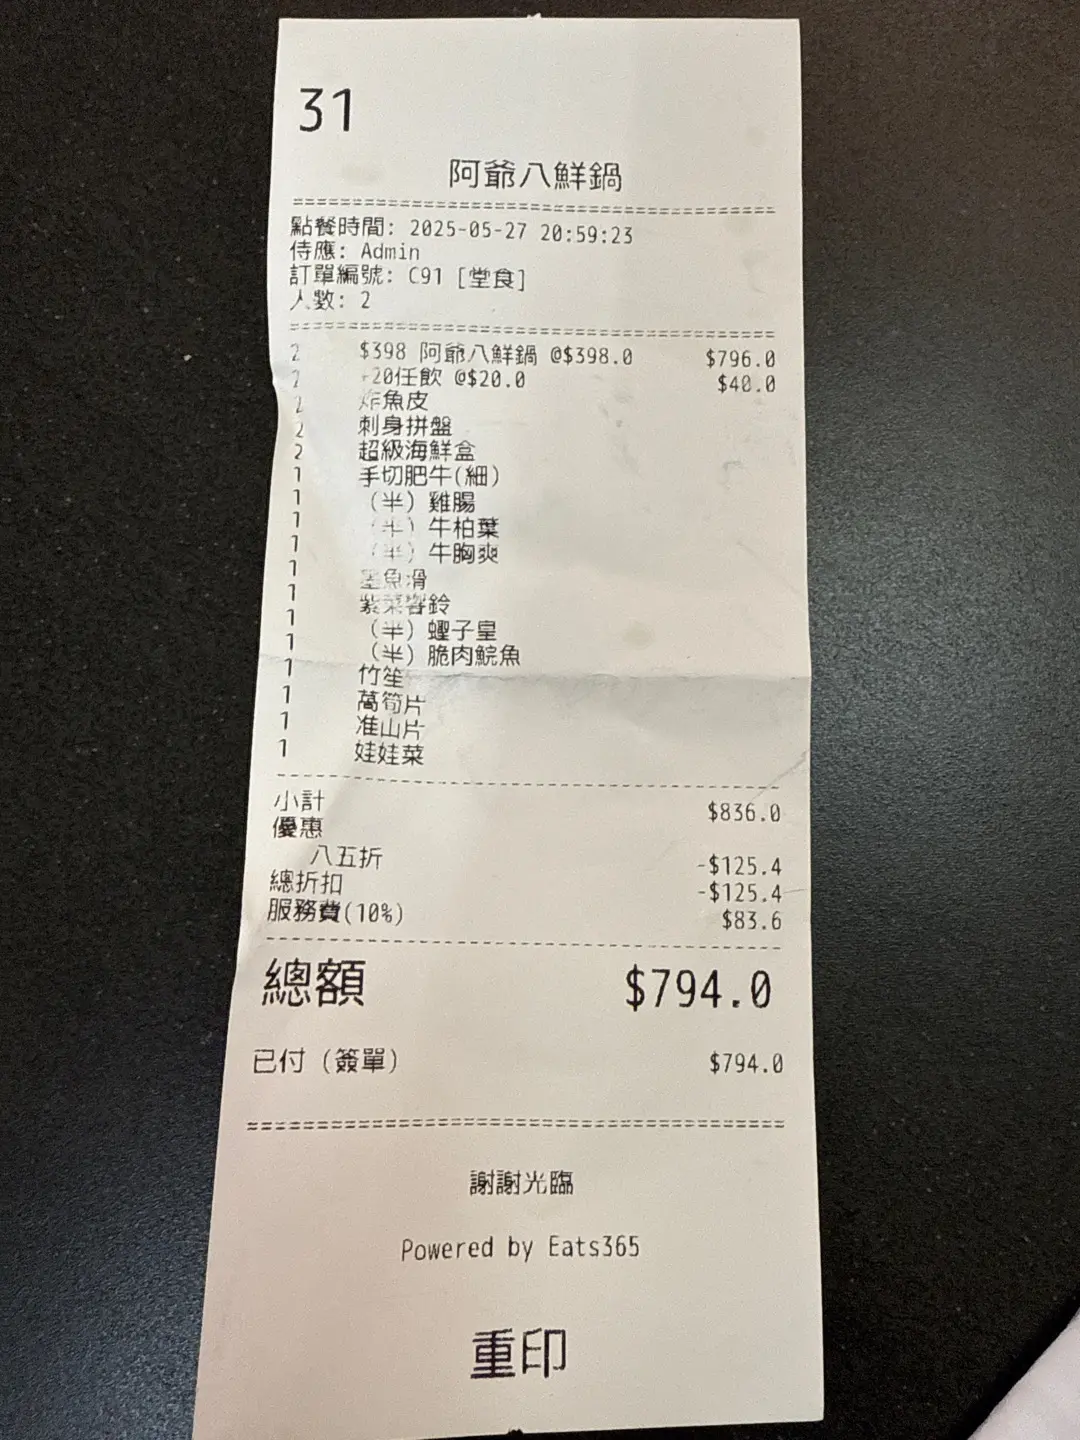 31
阿爺八鮮鍋
點餐時間: 2025-05-27 20:59:23
侍應: Admin
訂單編號: C91 [堂食]
人數: 2
2 $398 阿爺八鮮鍋 @$398.0 $796.0
2 +20任飲 @$20.0 $40.0
2 炸魚皮
2 刺身拼盤
2 超級海鮮盒
1 手切肥牛(細)
1 （半）雞腸
1 （半）牛柏葉
1 （半）牛胸爽
1 墨魚滑
1 紫菜響鈴
1 （半）蟶子皇
1 （半）脆肉鯇魚
1 竹笙
1 萵筍片
1 准山片
1 娃娃菜
小計 $836.0
優惠
八五折 -$125.4
總折扣 -$125.4
服務費(10%) $83.6
總額 $794.0
已付 (簽單) $794.0
謝謝光臨
Powered by Eats365
重印